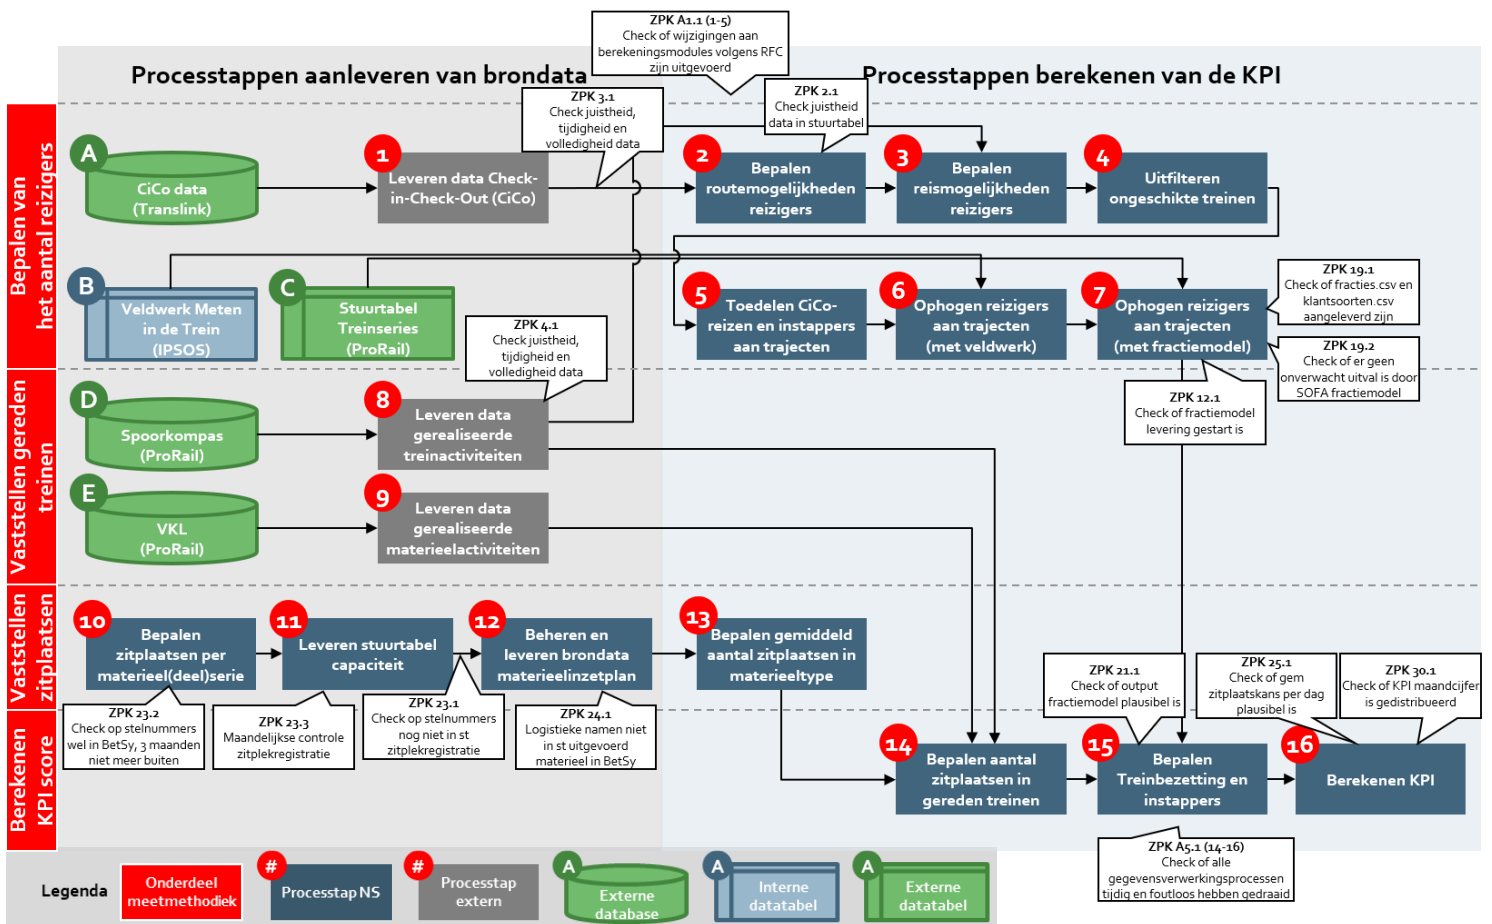 ZPK A1.1 (1-5)
Check of wijzigingen aan
berekeningsmodules volgens RFC
zijn uitgevoerd
Processtappen aanleveren van brondata
Processtappen berekenen van de KPI
ZPK 3.1
Check juistheid,
tijdigheid en
volledigheid data
ZPK 2.1
Check juistheid
data in stuurtabel
Bepalen van
het aantal reizigers
A
CiCo data
(Translink)
1
Leveren data Check-
in-Check-Out (CiCo)
2
Bepalen
routemogelijkheden
reizigers
3
Bepalen
reismogelijkheden
reizigers
4
Uitfilteren
ongeschikte treinen
B
Veldwerk Meten
in de Trein
(IPSOS)
C
Stuurtabel
Treinseries
(ProRail)
5
Toedelen CiCo-
reizen en instappers
aan trajecten
6
Ophogen reizigers
aan trajecten
(met veldwerk)
7
Ophogen reizigers
aan trajecten
(met fractiemodel)
ZPK 19.1
Check of fracties.csv en
klantsoorten.csv
aangeleverd zijn
ZPK 19.2
Check of er geen
onverwacht uitval is door
SOFA fractiemodel
ZPK 4.1
Check juistheid,
tijdigheid en
volledigheid data
ZPK 12.1
Check of fractiemodel
levering gestart is
Vaststellen gereden
treinen
D
Spoorkompas
(ProRail)
8
Leveren data
gerealiseerde
treinactiviteiten
E
VKL
(ProRail)
9
Leveren data
gerealiseerde
materieelactiviteiten
Vaststellen
zitplaatsen
10
Bepalen
zitplaatsen per
materieel(deel)serie
11
Leveren stuurtabel
capaciteit
12
Beheren en
leveren brondata
materieelinzetplan
13
Bepalen gemiddeld
aantal zitplaatsen in
materieeltype
ZPK 23.2
Check op stelnummers
wel in BetSy, 3 maanden
niet meer buiten
ZPK 23.3
Maandelijkse controle
zitplekregistratie
ZPK 23.1
Check op stelnummers
nog niet in st
zitplekregistratie
ZPK 24.1
Logistieke namen niet
in st uitgevoerd
materieel in BetSy
ZPK 21.1
Check of output
fractiemodel plausibel is
ZPK 25.1
Check of gem
zitplaatskans per dag
plausibel is
ZPK 30.1
Check of KPI maandcijfer
is gedistribueerd
Berekenen
KPI score
14
Bepalen aantal
zitplaatsen in
gereden treinen
15
Bepalen
Treinbezetting en
instappers
16
Berekenen KPI
ZPK A5.1 (14-16)
Check of alle
gegevensverwerkingsprocessen
tijdig en foutloos hebben gedraaid
Legenda
Onderdeel
meetmethodiek
#
Processtap NS
#
Processtap
extern
A
Externe
database
A
Interne
datatabel
A
Externe
datatabel